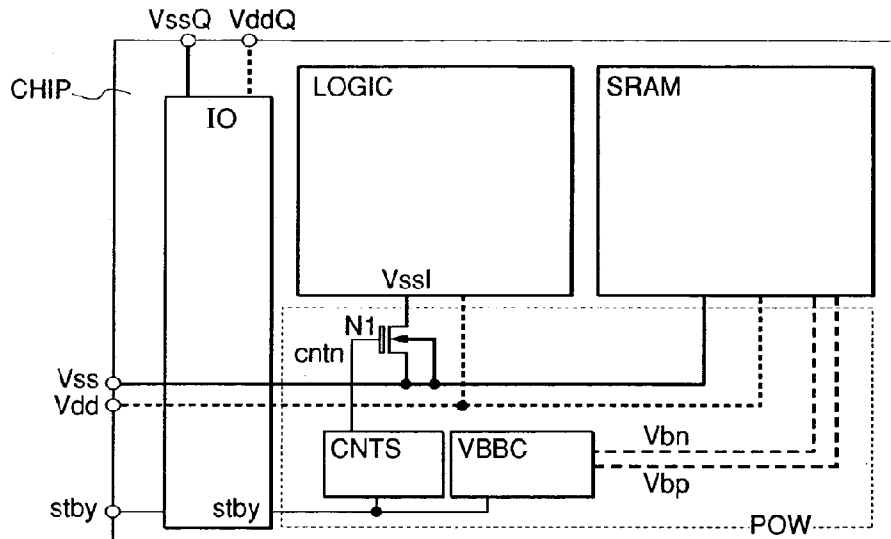 VssQ VddQ
CHIP
IO
LOGIC
SRAM
VssI
N1
cntn
Vss
Vdd
CNTS
VBBC
Vbn
Vbp
stby
stby
POW